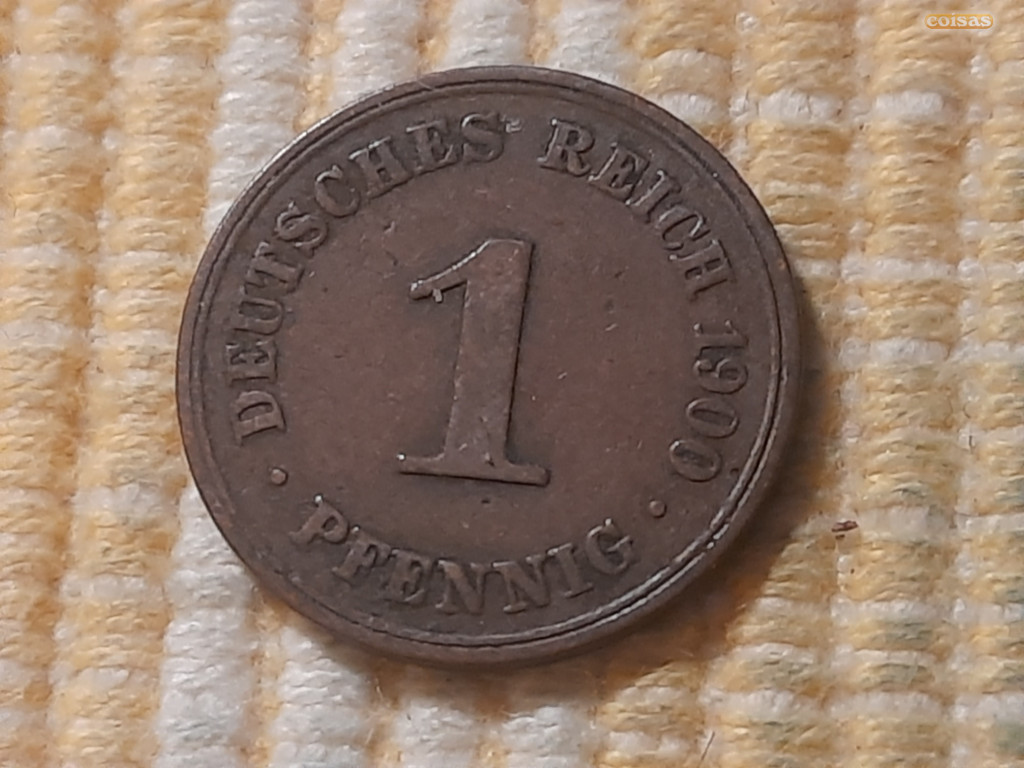 coisas
DEUTSCHES REICH 1900
1
· PFENNIG ·